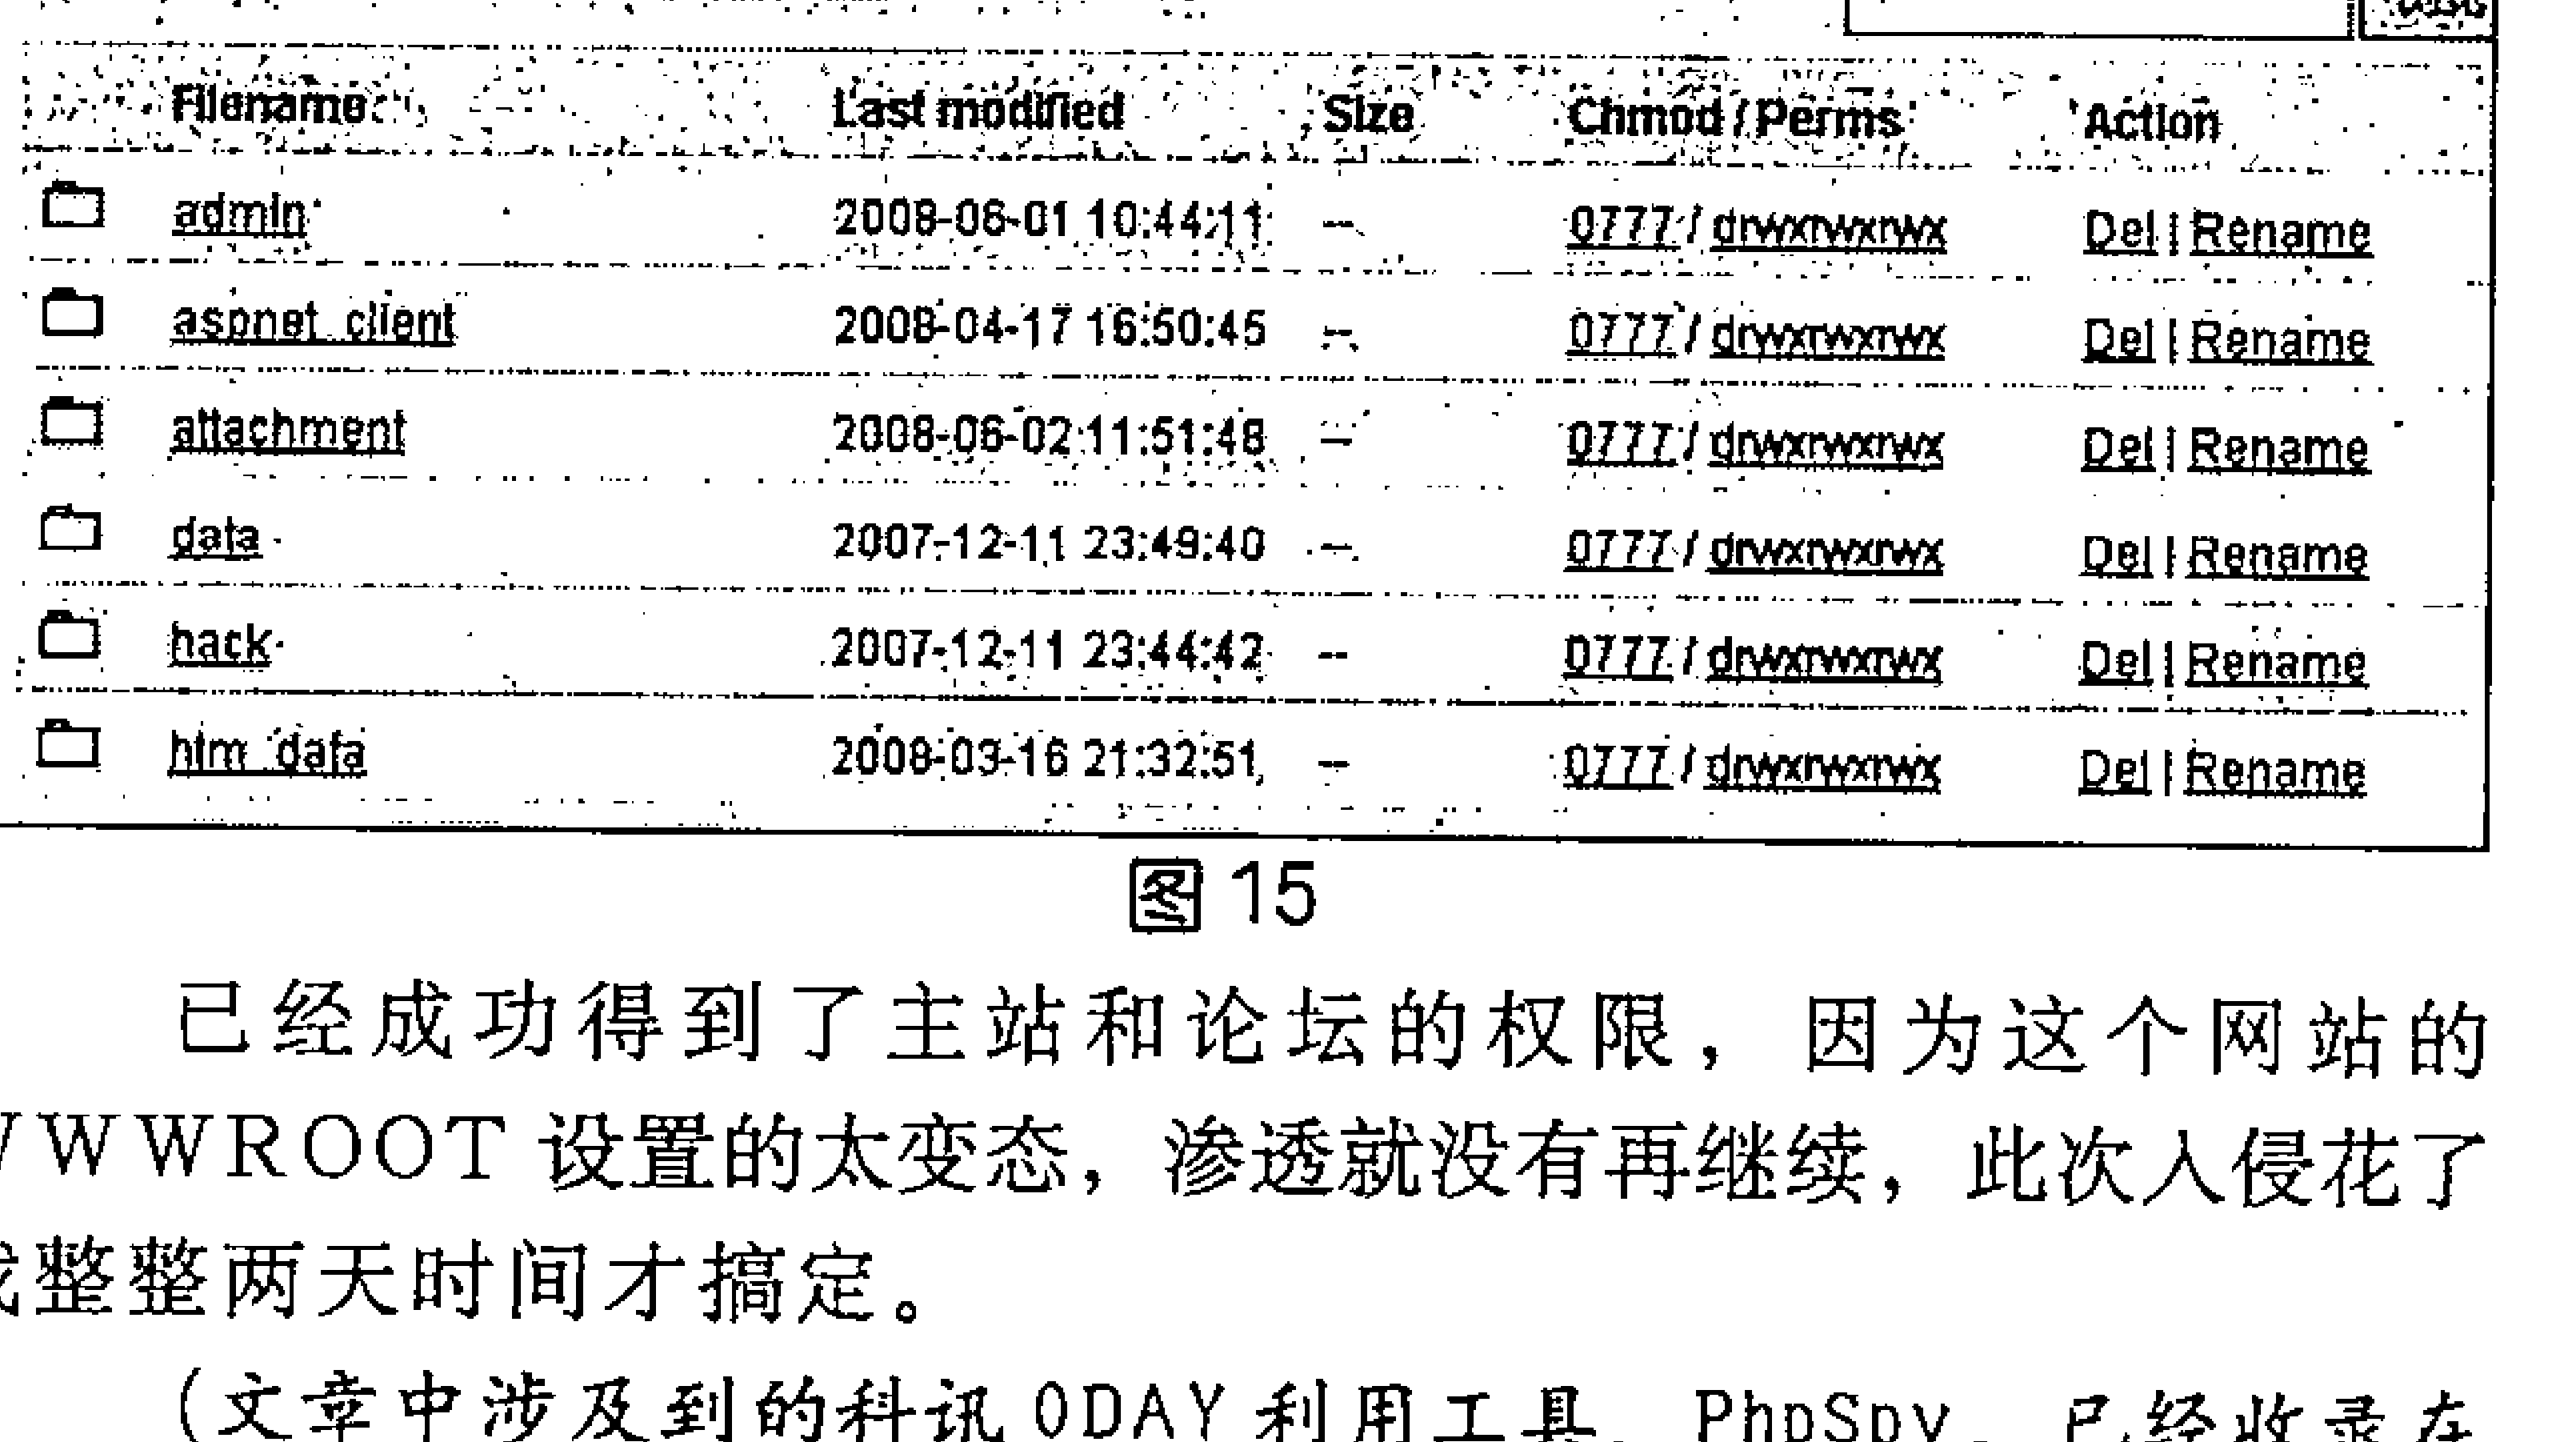 Filename Last modified Size Chmod / Perms Action
admin 2008-06-01 10:44:11 -- 0777 / drwxrwxrwx Del | Rename
aspnet_client 2008-04-17 16:50:45 -- 0777 / drwxrwxrwx Del | Rename
attachment 2008-06-02 11:51:48 -- 0777 / drwxrwxrwx Del | Rename
data 2007-12-11 23:49:40 -- 0777 / drwxrwxrwx Del | Rename
hack 2007-12-11 23:44:42 -- 0777 / drwxrwxrwx Del | Rename
htm_data 2008-03-16 21:32:51 -- 0777 / drwxrwxrwx Del | Rename
图 15
已经成功得到了主站和论坛的权限，因为这个网站的
WWWROOT 设置的太变态，渗透就没有再继续，此次入侵花了
我整整两天时间才搞定。
（文章中涉及到的科讯 0DAY 利用工具、PhpSpy，已经收录在